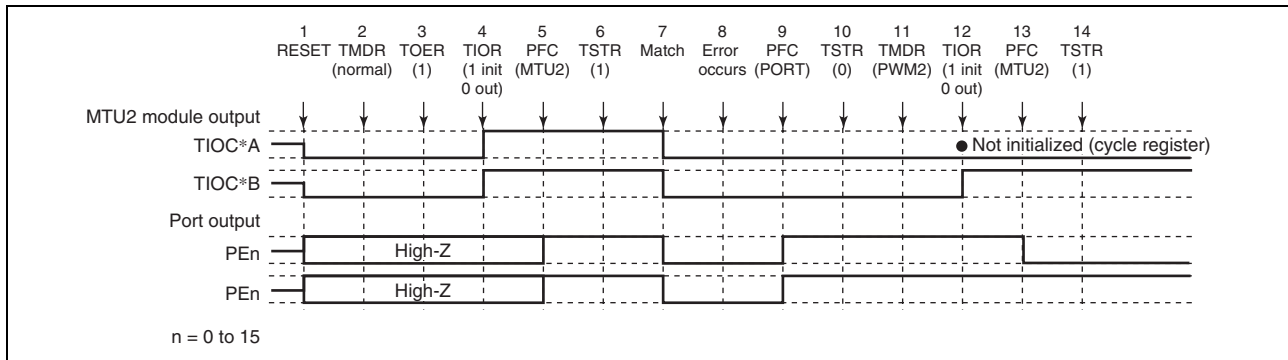 1 2 3 4 5 6 7 8 9 10 11 12 13 14
RESET TMDR TOER TIOR PFC TSTR Match Error PFC TSTR TMDR TIOR PFC TSTR
(normal) (1) (1 init (MTU2) (1) occurs (PORT) (0) (PWM2) (1 init (MTU2) (1)
0 out) 0 out)
MTU2 module output
TIOC*A
● Not initialized (cycle register)
TIOC*B
Port output
PEn
High-Z
PEn
High-Z
n = 0 to 15